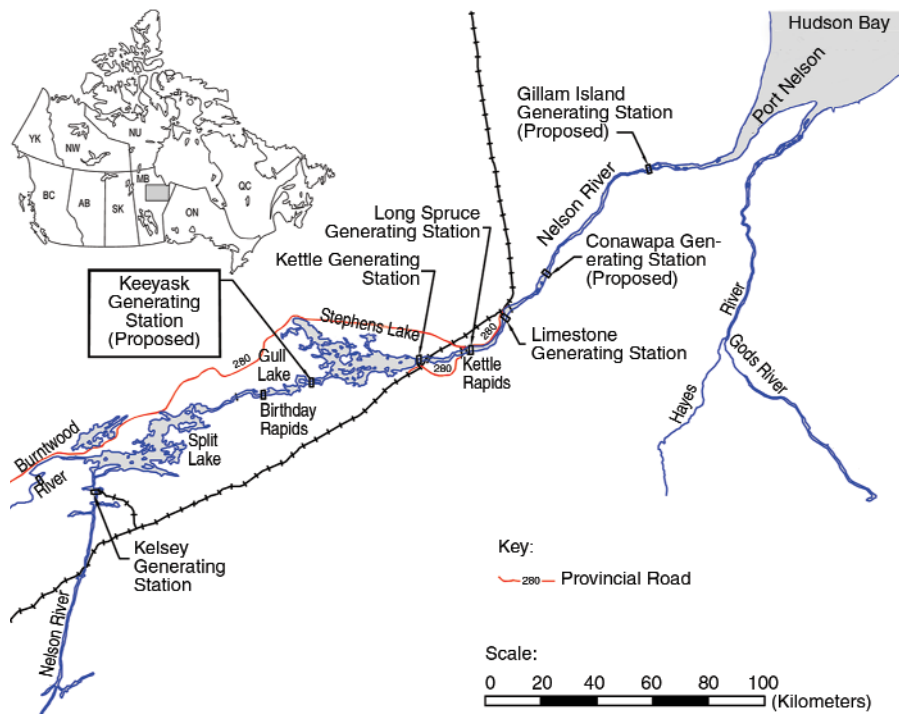 Hudson Bay
Port Nelson
Gillam Island
Generating Station
(Proposed)
NU
YK
NW
BC
AB
SK
MB
ON
QC
Nelson River
Long Spruce
Generating Station
Kettle Generating
Station
Conawapa Gen-
erating Station
(Proposed)
Keeyask
Generating
Station
(Proposed)
Stephens Lake
280
Limestone
Generating Station
River
280
Gull
Lake
280
Kettle
Rapids
Gods River
Hayes
Birthday
Rapids
Burntwood
River
Split
Lake
Kelsey
Generating
Station
Nelson River
Key:
280 Provincial Road
Scale:
0 20 40 60 80 100
(Kilometers)